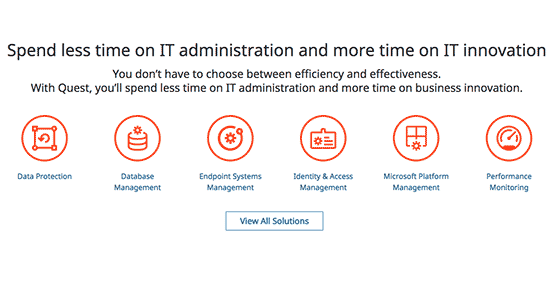 Spend less time on IT administration and more time on IT innovation
You don't have to choose between efficiency and effectiveness.
With Quest, you'll spend less time on IT administration and more time on business innovation.
Data Protection
Database
Management
Endpoint Systems
Management
Identity & Access
Management
Microsoft Platform
Management
Performance
Monitoring
View All Solutions